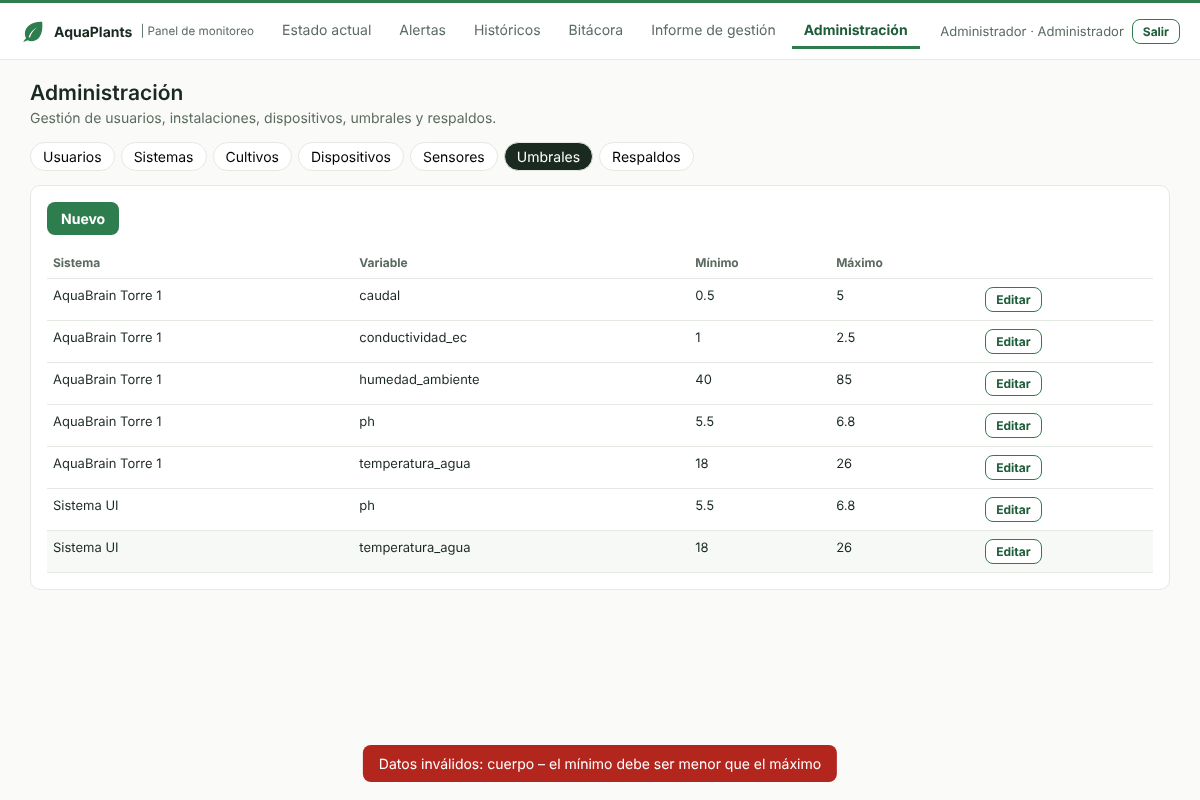 AquaPlants | Panel de monitoreo Estado actual Alertas Históricos Bitácora Informe de gestión Administración Administrador · Administrador Salir
Administración
Gestión de usuarios, instalaciones, dispositivos, umbrales y respaldos.
Usuarios Sistemas Cultivos Dispositivos Sensores Umbrales Respaldos
Nuevo
Sistema Variable Mínimo Máximo
AquaBrain Torre 1 caudal 0.5 5 Editar
AquaBrain Torre 1 conductividad_ec 1 2.5 Editar
AquaBrain Torre 1 humedad_ambiente 40 85 Editar
AquaBrain Torre 1 ph 5.5 6.8 Editar
AquaBrain Torre 1 temperatura_agua 18 26 Editar
Sistema UI ph 5.5 6.8 Editar
Sistema UI temperatura_agua 18 26 Editar
Datos inválidos: cuerpo – el mínimo debe ser menor que el máximo